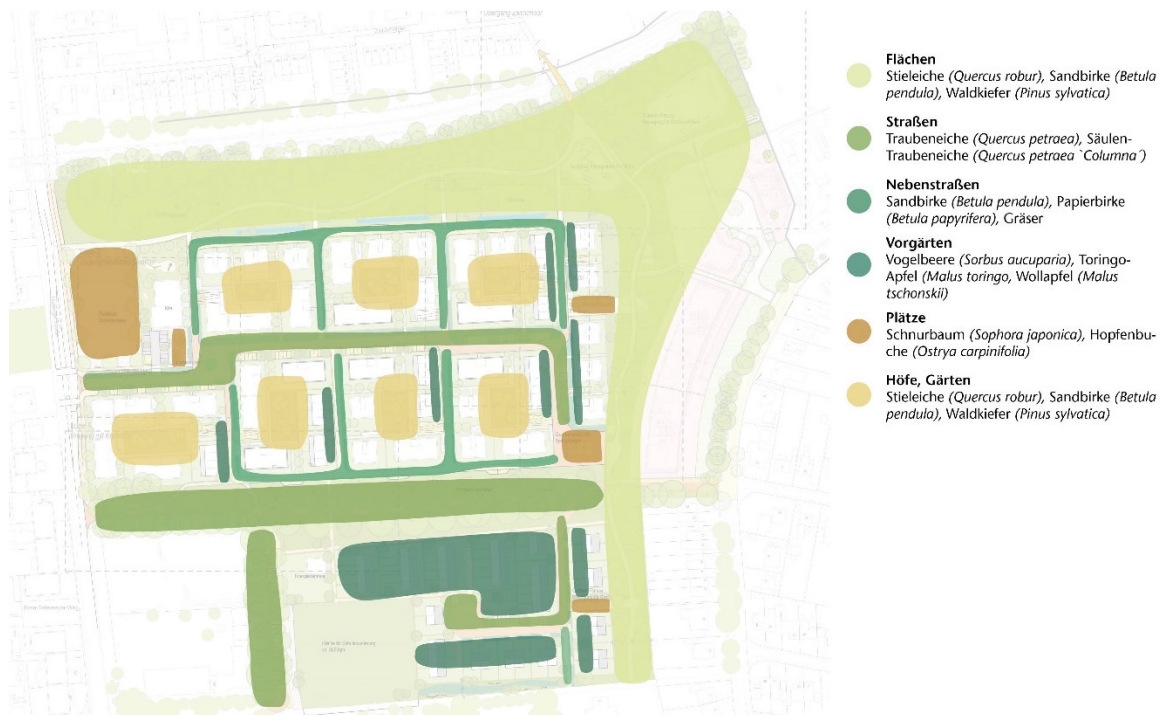 Flächen
Stieleiche (Quercus robur), Sandbirke (Betula
pendula), Waldkiefer (Pinus sylvatica)
Straßen
Traubeneiche (Quercus petraea), Säulen-
Traubeneiche (Quercus petraea `Columna´)
Nebenstraßen
Sandbirke (Betula pendula), Papierbirke
(Betula papyrifera), Gräser
Vorgärten
Vogelbeere (Sorbus aucuparia), Toringo-
Apfel (Malus toringo, Wollapfel (Malus
tschonskii)
Plätze
Schnurbaum (Sophora japonica), Hopfenbu-
che (Ostrya carpinifolia)
Höfe, Gärten
Stieleiche (Quercus robur), Sandbirke (Betula
pendula), Waldkiefer (Pinus sylvatica)